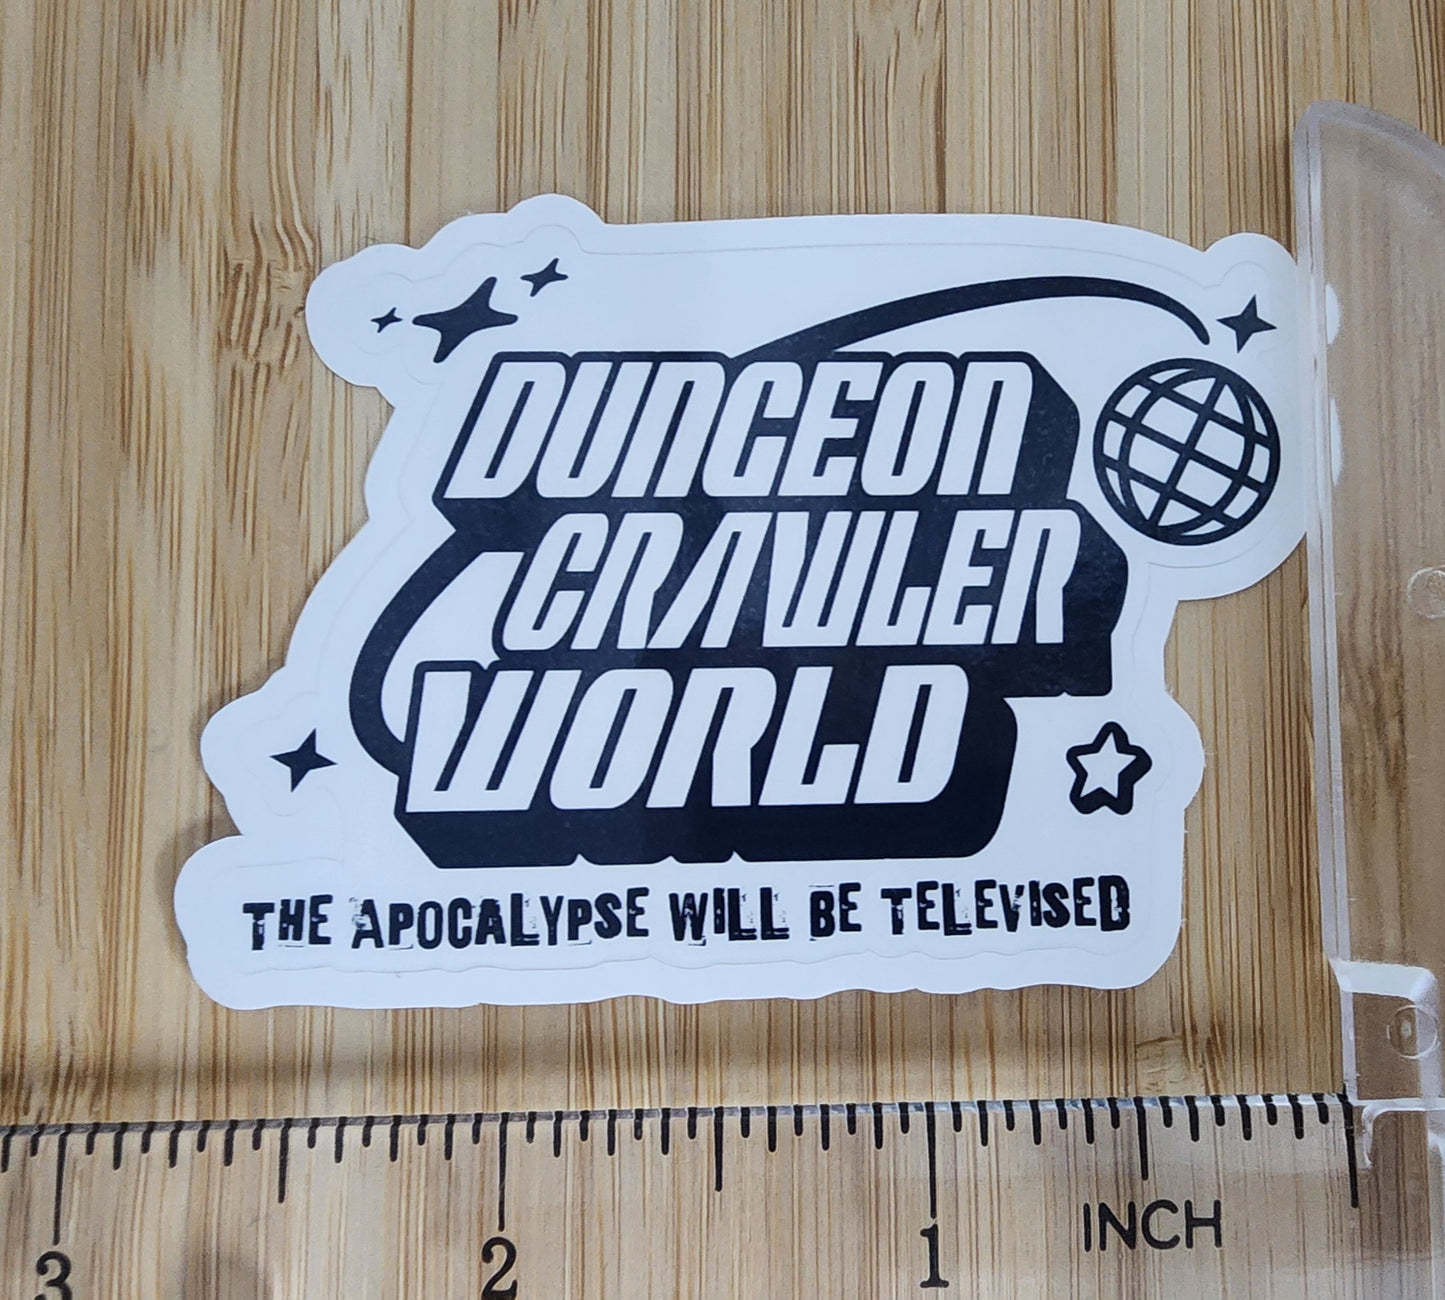 DUNGEON
CRAWLER
WORLD
THE APOCALYPSE WILL BE TELEVISED
3 2 1 INCH